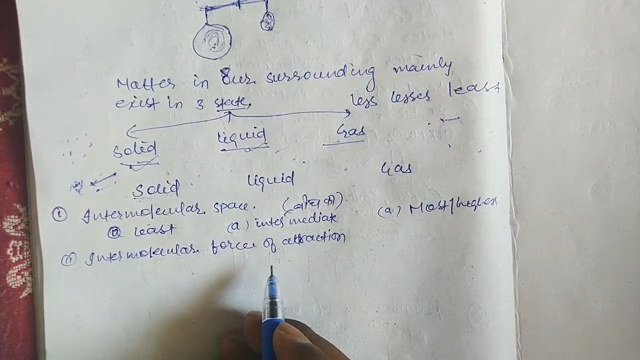 Matter in our surrounding mainly
exist in 3 state
less lesser least
solid liquid Gas
solid liquid Gas
(i) Intermolecular space.
(a) least (a) intermediate (a) Most/highest
(ii) Intermolecular force of attraction